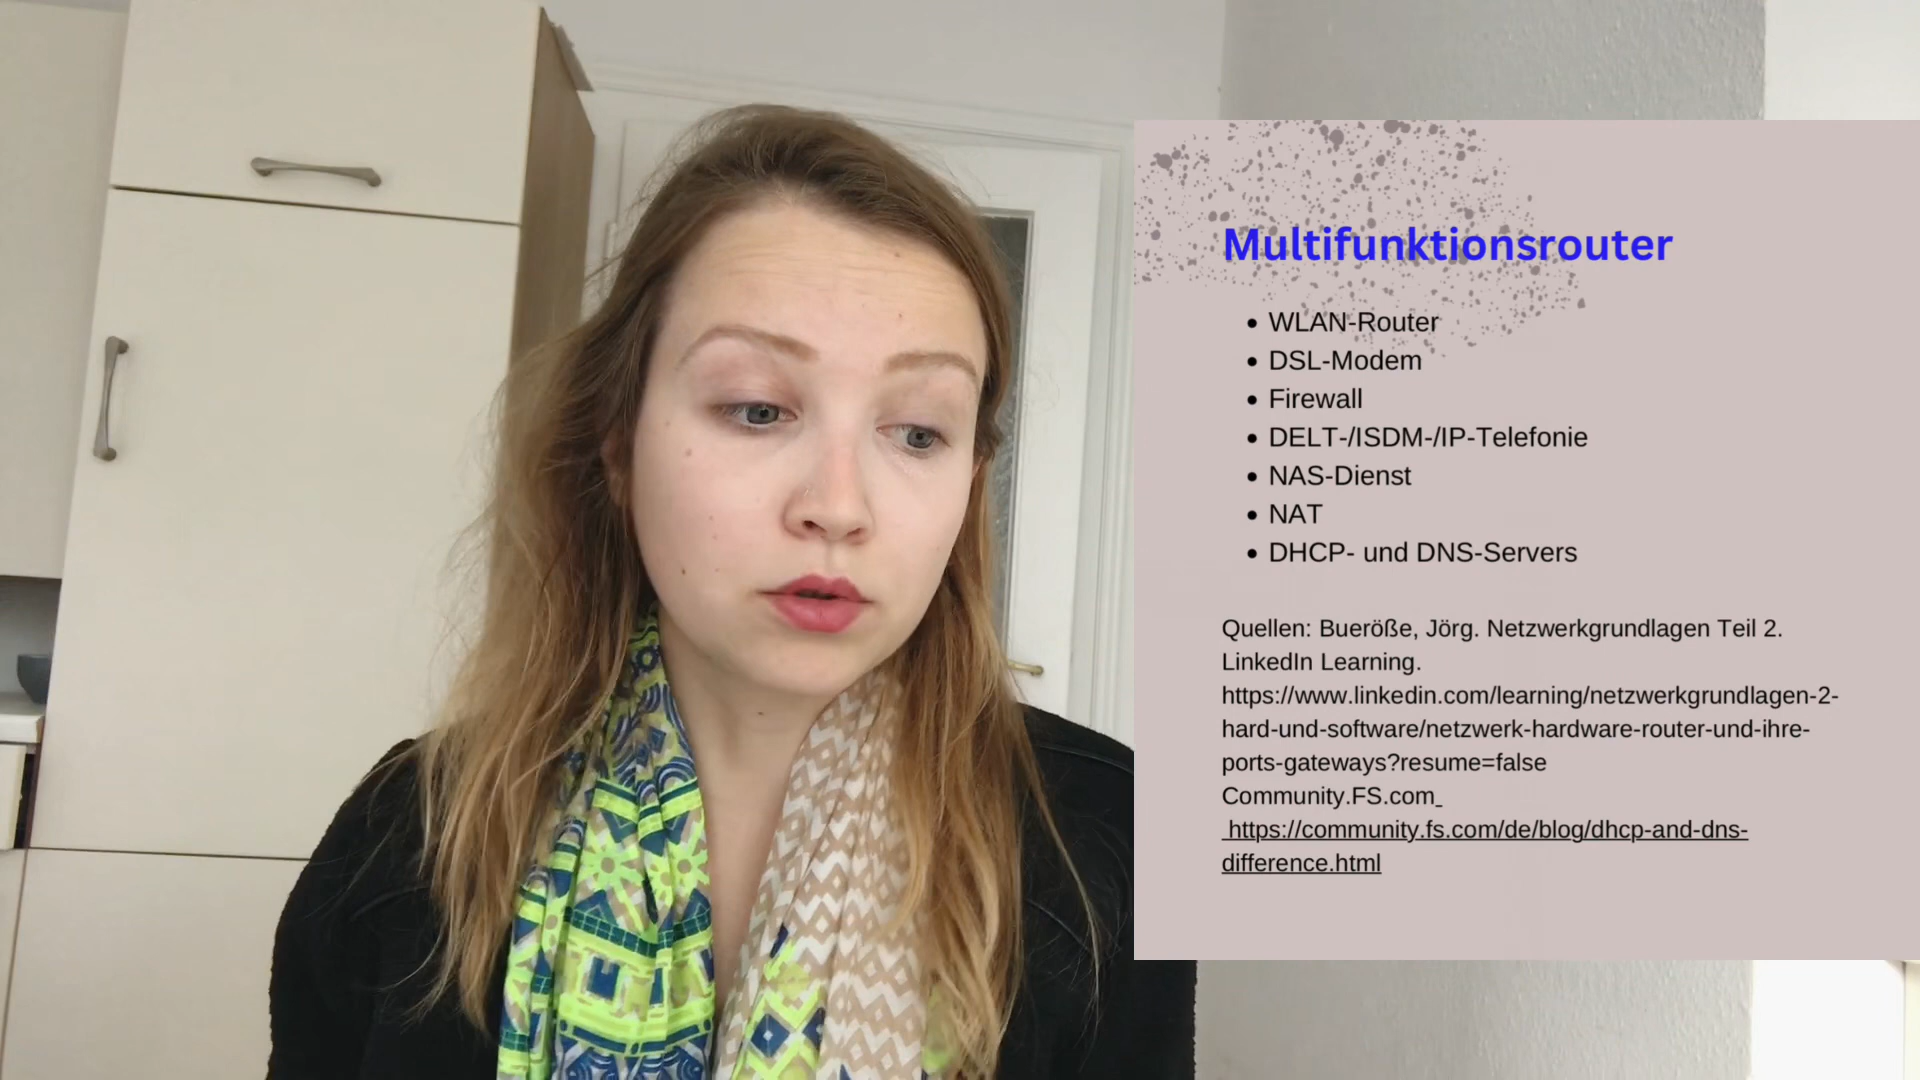 Multifunktionsrouter
• WLAN-Router
• DSL-Modem
• Firewall
• DELT-/ISDM-/IP-Telefonie
• NAS-Dienst
• NAT
• DHCP- und DNS-Servers
Quellen: Bueröße, Jörg. Netzwerkgrundlagen Teil 2.
LinkedIn Learning.
https://www.linkedin.com/learning/netzwerkgrundlagen-2-
hard-und-software/netzwerk-hardware-router-und-ihre-
ports-gateways?resume=false
Community.FS.com
https://community.fs.com/de/blog/dhcp-and-dns-
difference.html